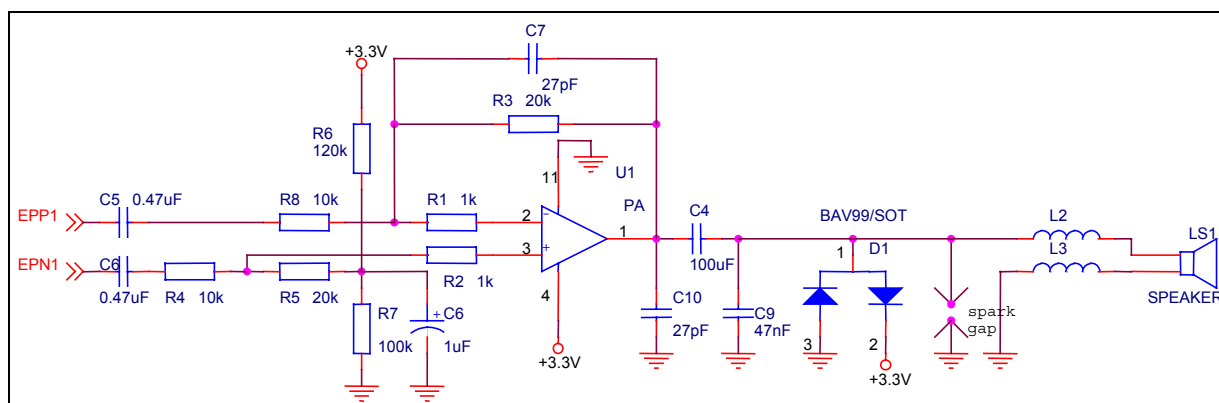 C7
27pF
+3.3V
R3 20k
R6
120k
U1
11
C5 0.47uF
R8 10k
R1 1k
PA
C4
BAV99/SOT
L2
EPP1
2
-
1
100uF
1
D1
LS1
L3
EPN1
C6
0.47uF
R4 10k
R5 20k
3
+
R2 1k
4
SPEAKER
R7
100k
+
C6
1uF
C10
27pF
C9
47nF
spark
gap
3
2
+3.3V
+3.3V